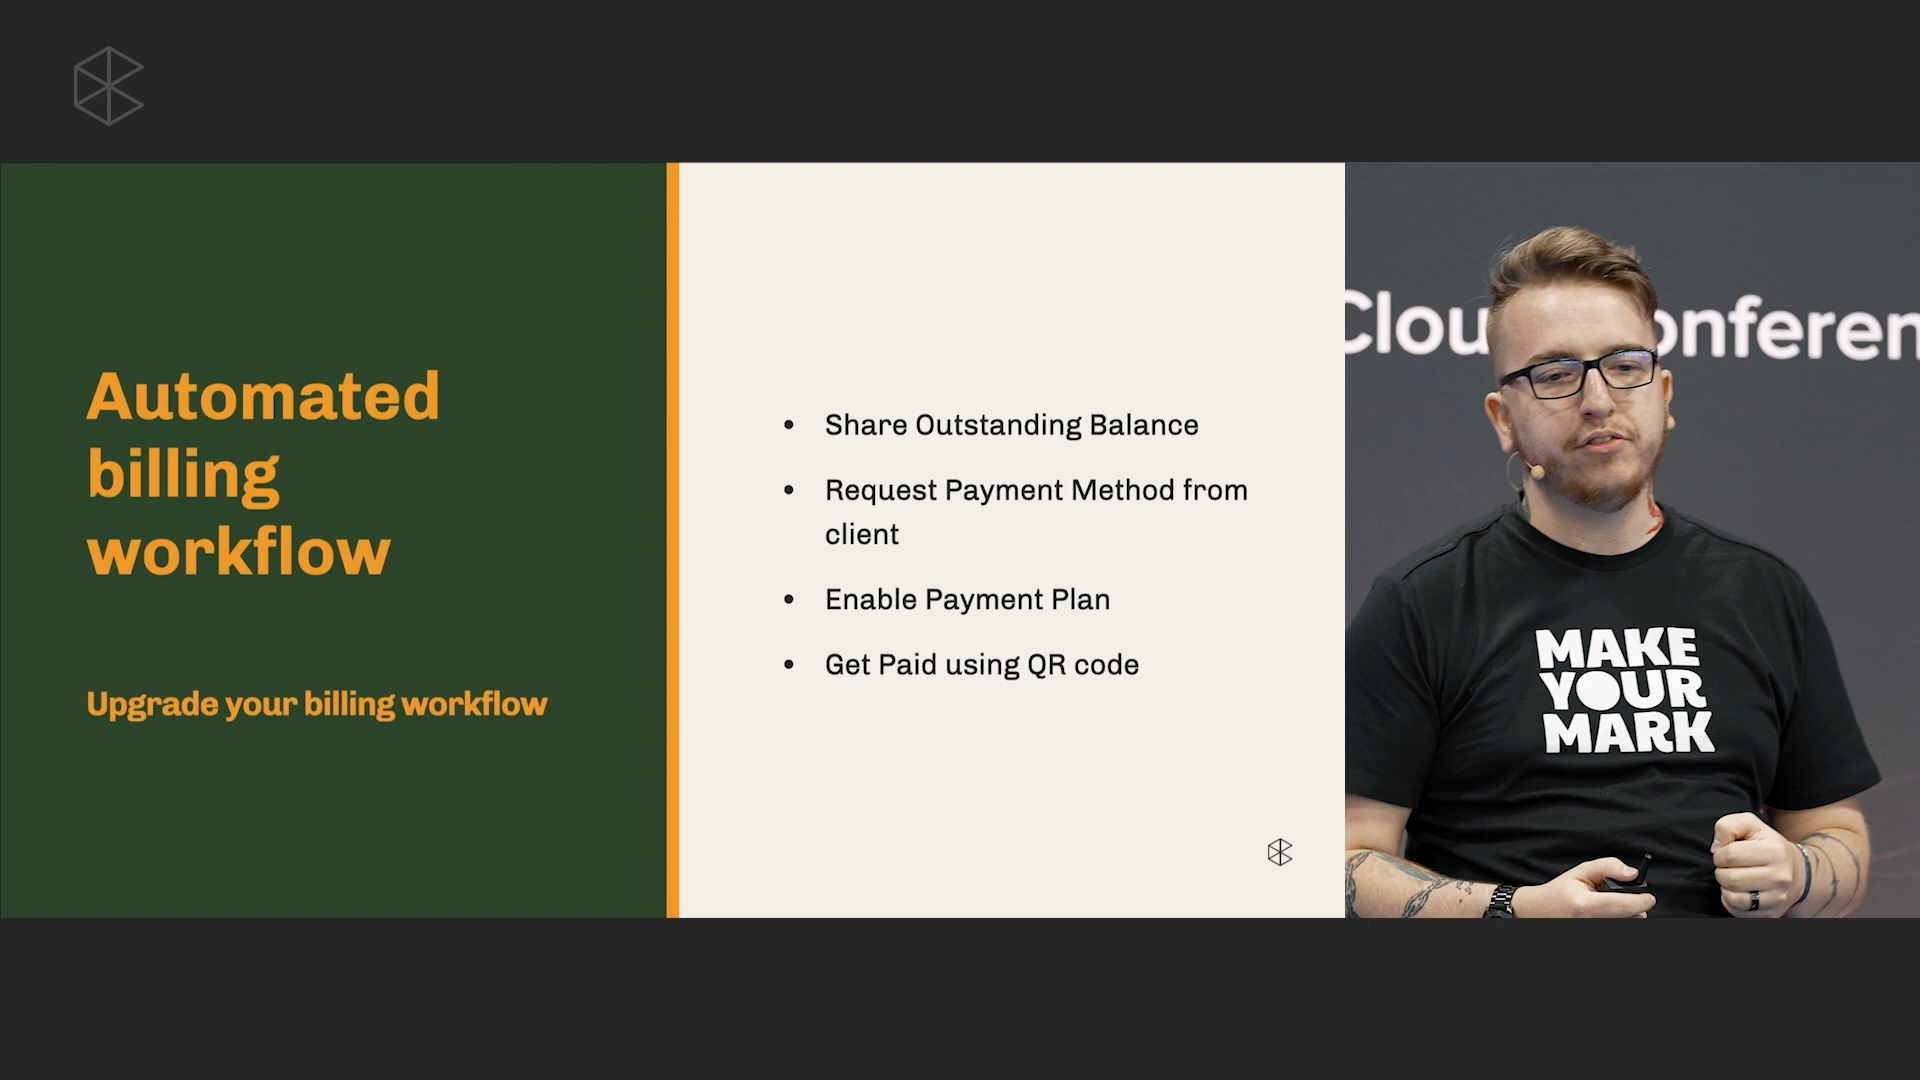 Automated
billing
workflow
Upgrade your billing workflow
• Share Outstanding Balance
• Request Payment Method from
client
• Enable Payment Plan
• Get Paid using QR code
MAKE
YOUR
MARK